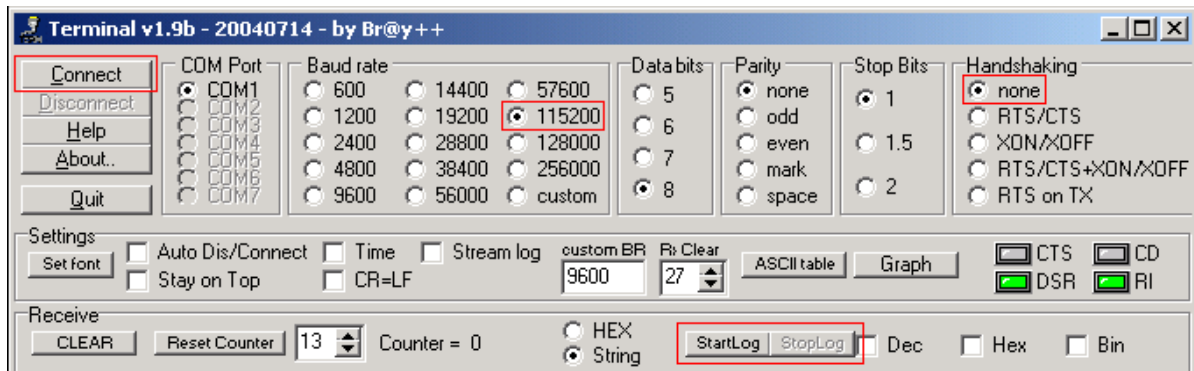 Terminal v1.9b - 20040714 - by Br@y++
Connect
Disconnect
Help
About..
Quit
COM Port
COM1
COM2
COM3
COM4
COM5
COM6
COM7
Baud rate
600 14400 57600
1200 19200 115200
2400 28800 128000
4800 38400 256000
9600 56000 custom
Data bits
5
6
7
8
Parity
none
odd
even
mark
space
Stop Bits
1
1.5
2
Handshaking
none
RTS/CTS
XON/XOFF
RTS/CTS+XON/XOFF
RTS on TX
Settings
Set font
Auto Dis/Connect Time Stream log
Stay on Top CR=LF
custom BR Rx Clear
9600 27
ASCII table Graph
CTS CD
DSR RI
Receive
CLEAR Reset Counter 13 Counter = 0
HEX
String
StartLog StopLog Dec Hex Bin